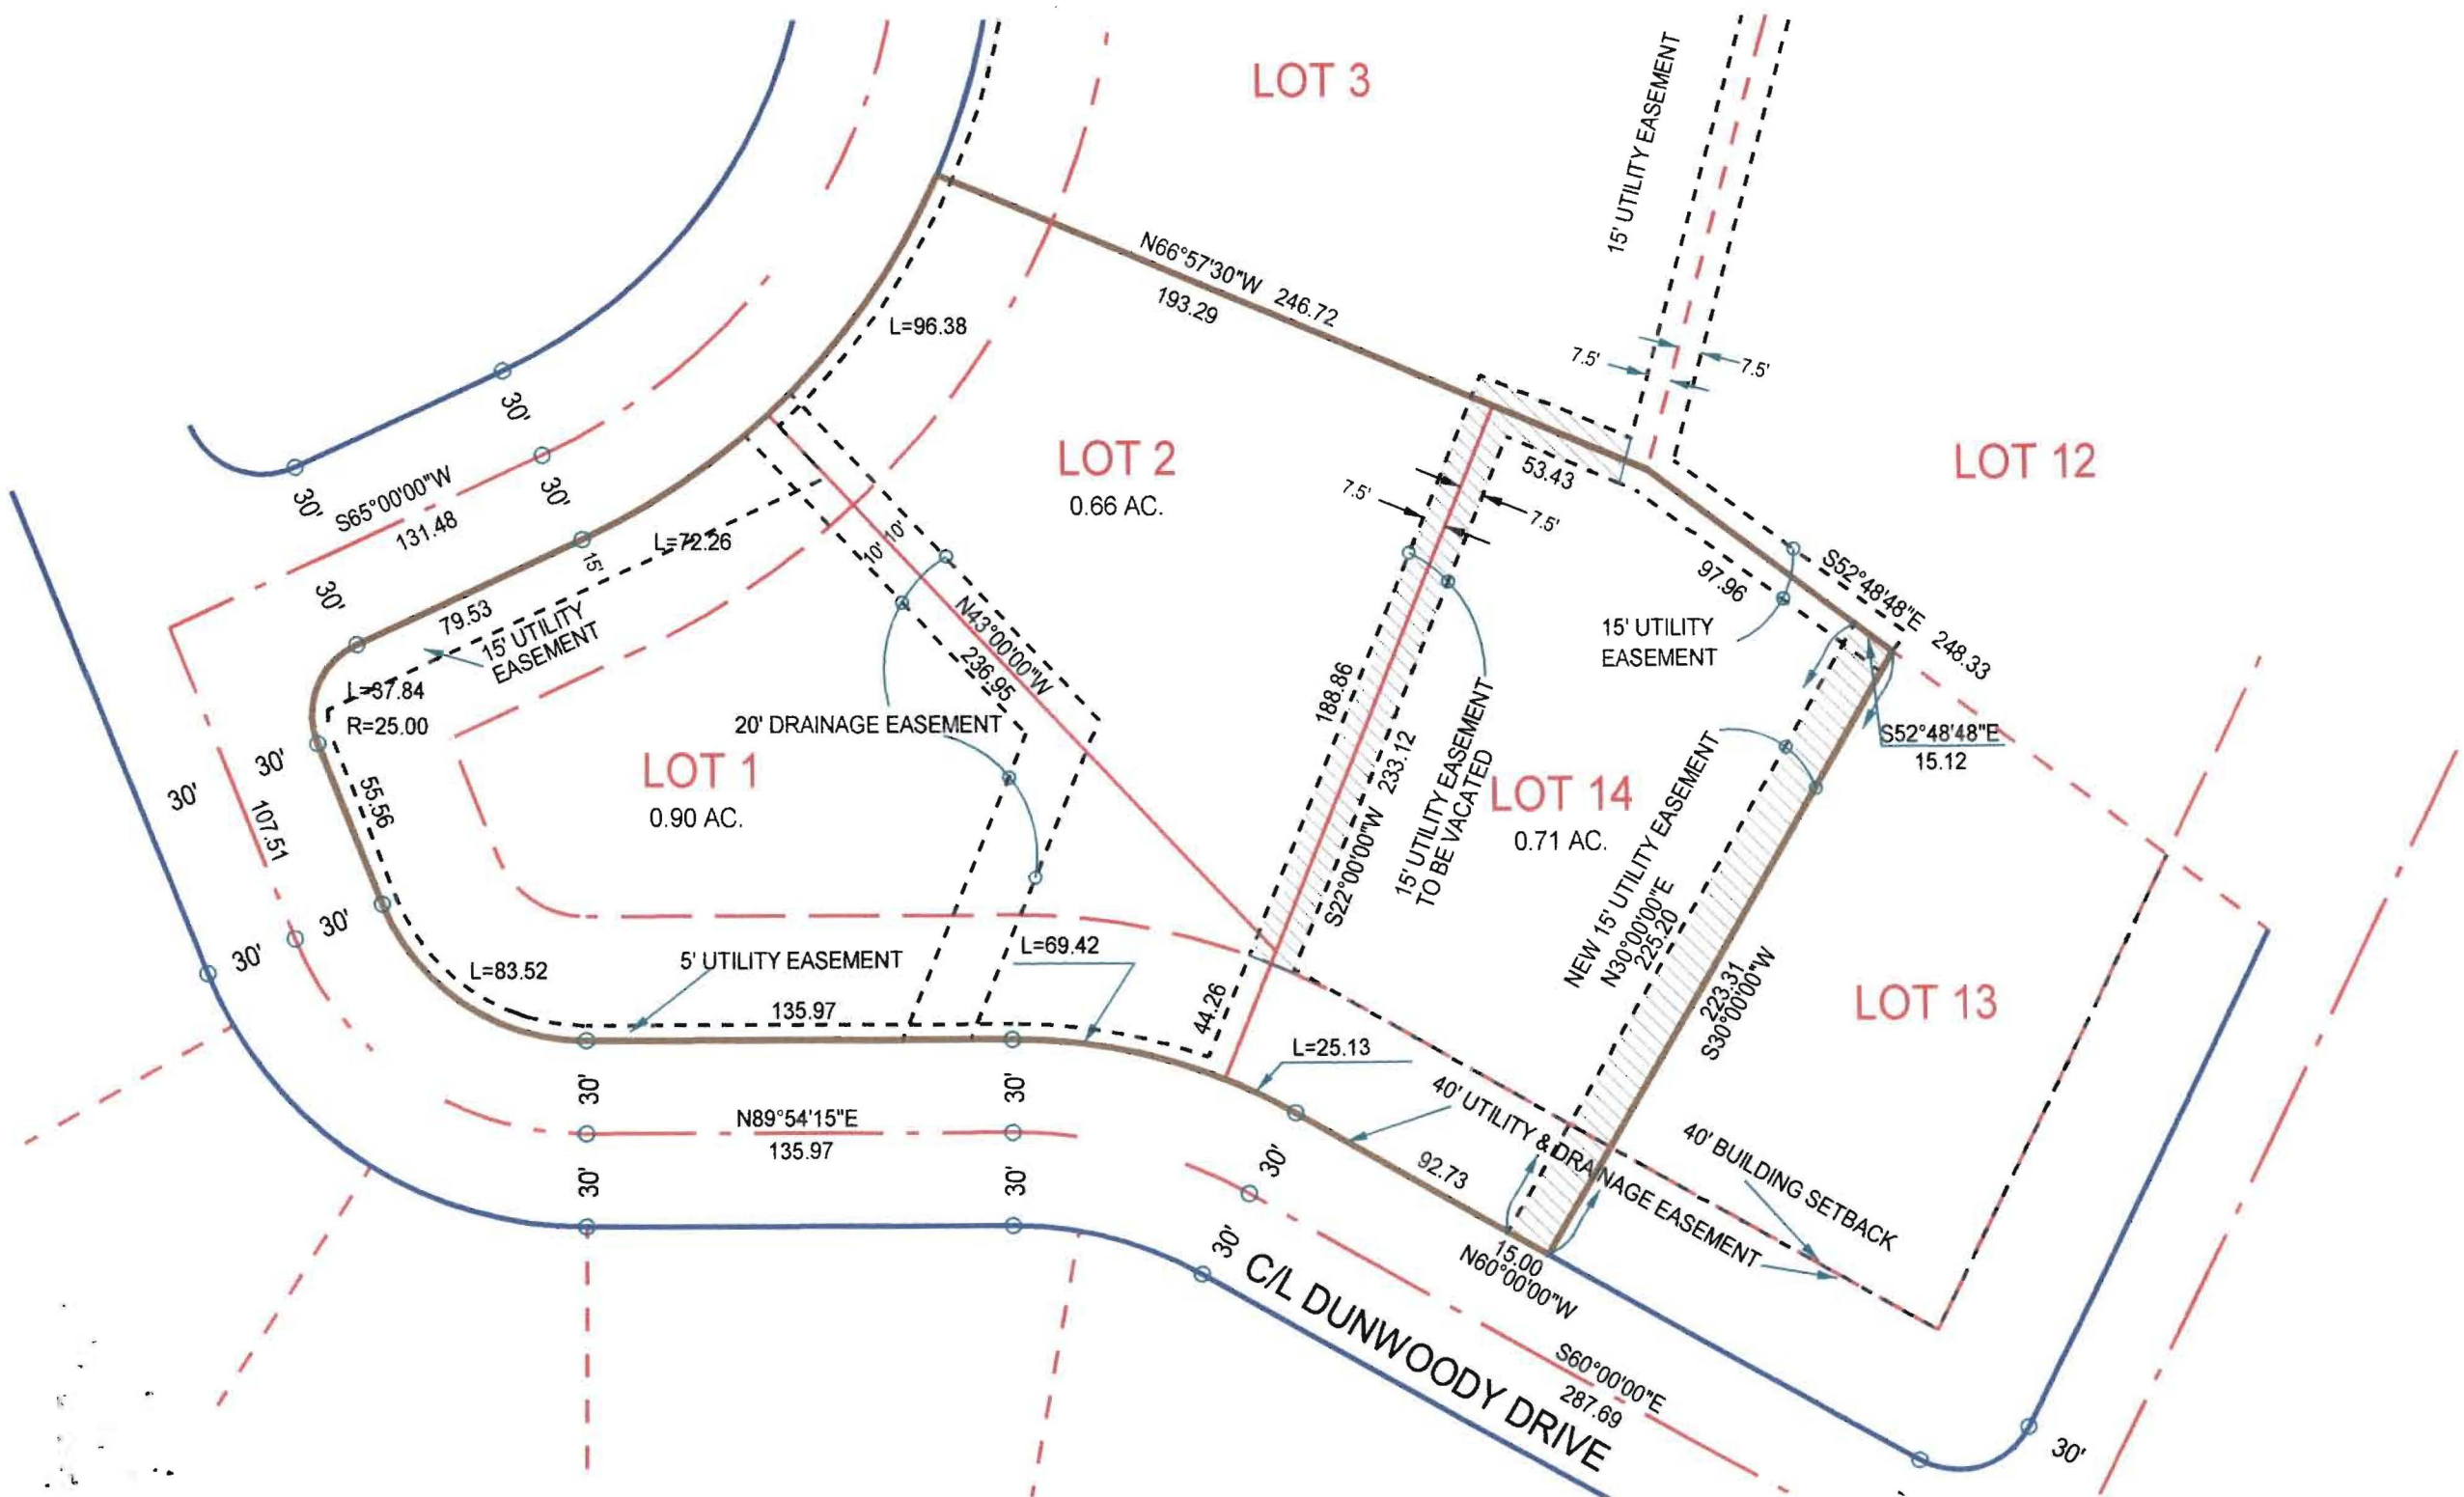 LOT 3
15' UTILITY EASEMENT
N66°57'30"W 246.72
193.29
L=96.38
7.5'
7.5'
30'
LOT 2
0.66 AC.
53.43
LOT 12
30'
30'
S65°00'00"W
131.48
7.5'
7.5'
L=72.26
15'
10'
10'
S52°48'48"E 248.33
97.96
30'
79.53
15' UTILITY
EASEMENT
N43°00'00"W
236.95
15' UTILITY
EASEMENT
L=37.84
R=25.00
20' DRAINAGE EASEMENT
188.86
S22°00'00"W 233.12
15' UTILITY EASEMENT
TO BE VACATED
S52°48'48"E
15.12
30'
30'
107.51
55.56
LOT 1
0.90 AC.
LOT 14
0.71 AC.
NEW 15' UTILITY EASEMENT
N30°00'00"E
225.20
223.31
S30°00'00"W
30'
30'
L=83.52
5' UTILITY EASEMENT
L=69.42
135.97
44.26
LOT 13
L=25.13
30'
30'
N89°54'15"E
135.97
40' UTILITY & DRAINAGE EASEMENT
40' BUILDING SETBACK
92.73
30'
30'
30'
30'
15.00
N60°00'00"W
C/L DUNWOODY DRIVE
S60°00'00"E
287.69
30'